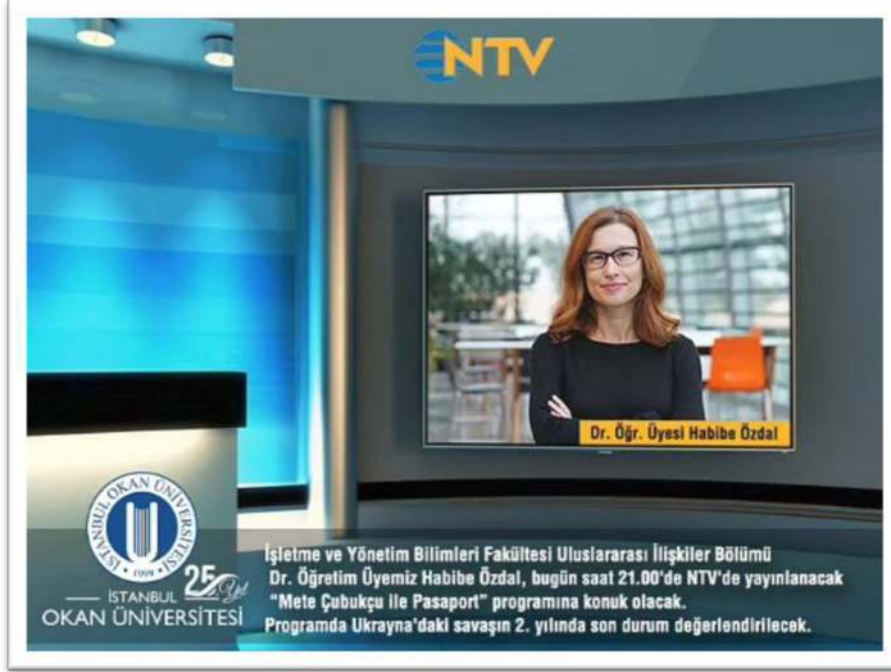 NTV
Dr. Öğr. Üyesi Habibe Özdal
İSTANBUL OKAN ÜNİVERSİTESİ
1999
25. Yıl
İSTANBUL
OKAN ÜNİVERSİTESİ
İşletme ve Yönetim Bilimleri Fakültesi Uluslararası İlişkiler Bölümü
Dr. Öğretim Üyemiz Habibe Özdal, bugün saat 21.00'de NTV'de yayınlanacak
"Mete Çubukçu ile Pasaport" programına konuk olacak.
Programda Ukrayna'daki savaşın 2. yılında son durum değerlendirilecek.